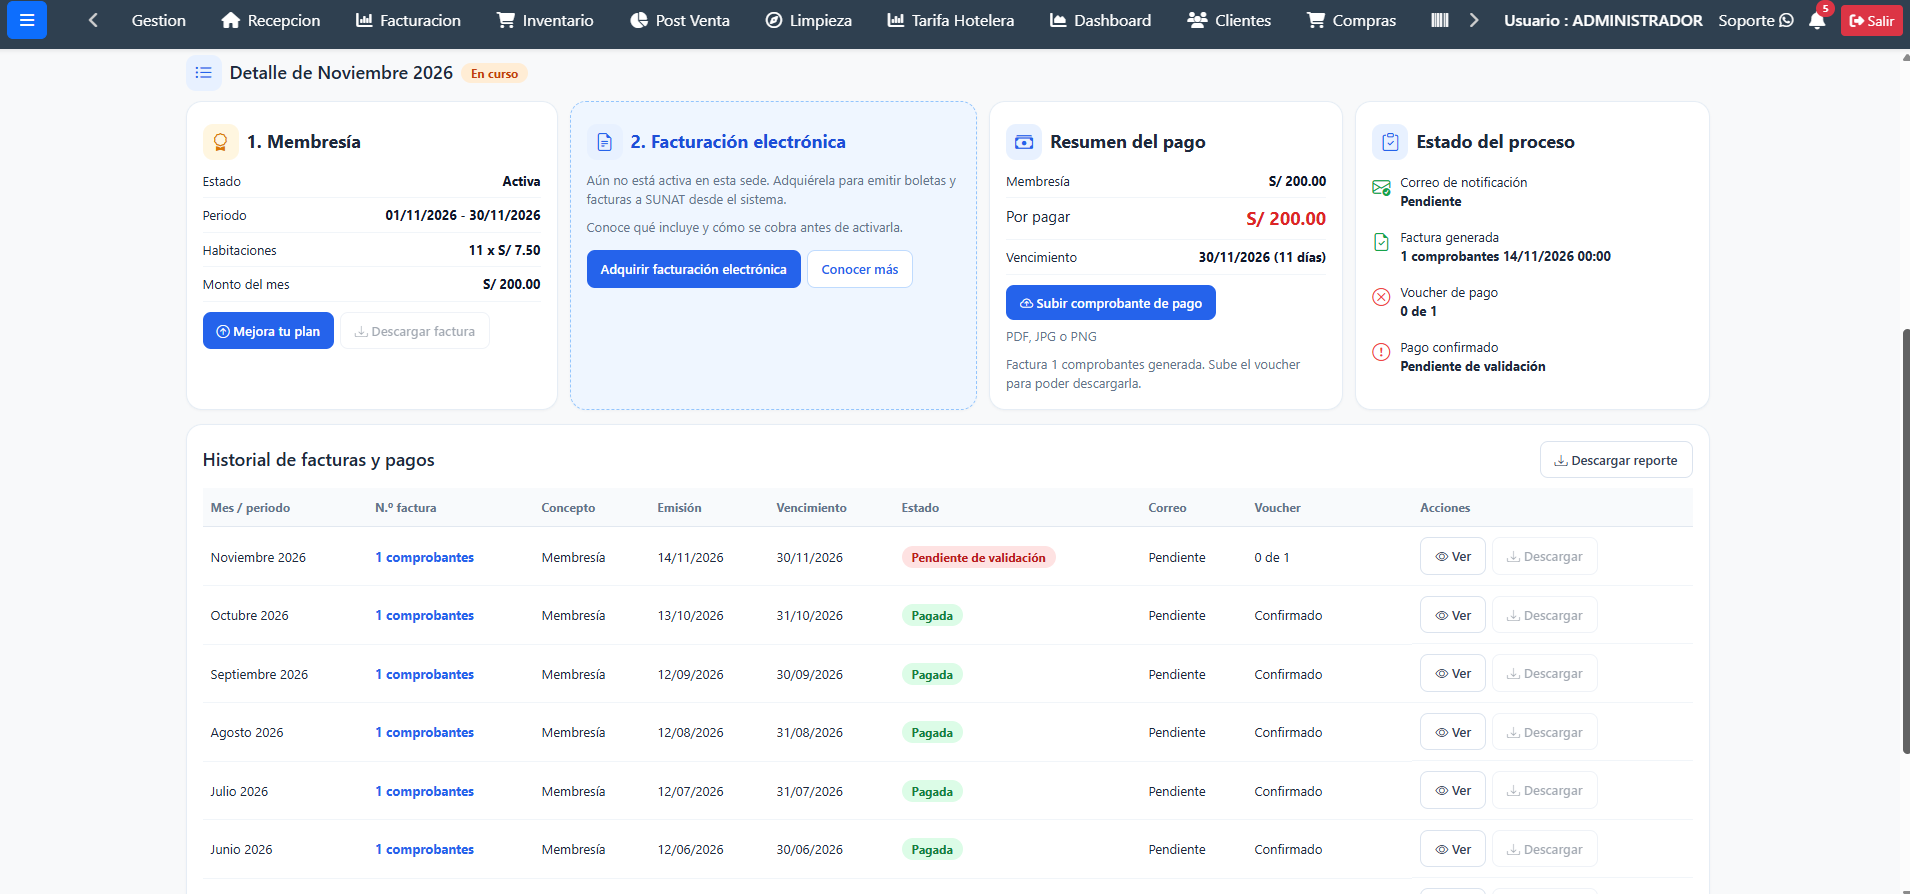 Gestion Recepcion Facturacion Inventario Post Venta Limpieza Tarifa Hotelera Dashboard Clientes Compras Usuario : ADMINISTRADOR Soporte 5 Salir
Detalle de Noviembre 2026 En curso
1. Membresía
Estado Activa
Periodo 01/11/2026 - 30/11/2026
Habitaciones 11 x S/ 7.50
Monto del mes S/ 200.00
Mejora tu plan Descargar factura
2. Facturación electrónica
Aún no está activa en esta sede. Adquiérela para emitir boletas y
facturas a SUNAT desde el sistema.
Conoce qué incluye y cómo se cobra antes de activarla.
Adquirir facturación electrónica Conocer más
Resumen del pago
Membresía S/ 200.00
Por pagar S/ 200.00
Vencimiento 30/11/2026 (11 días)
Subir comprobante de pago
PDF, JPG o PNG
Factura 1 comprobantes generada. Sube el voucher
para poder descargarla.
Estado del proceso
Correo de notificación
Pendiente
Factura generada
1 comprobantes 14/11/2026 00:00
Voucher de pago
0 de 1
Pago confirmado
Pendiente de validación
Historial de facturas y pagos Descargar reporte
Mes / periodo N.º factura Concepto Emisión Vencimiento Estado Correo Voucher Acciones
Noviembre 2026 1 comprobantes Membresía 14/11/2026 30/11/2026 Pendiente de validación Pendiente 0 de 1 Ver Descargar
Octubre 2026 1 comprobantes Membresía 13/10/2026 31/10/2026 Pagada Pendiente Confirmado Ver Descargar
Septiembre 2026 1 comprobantes Membresía 12/09/2026 30/09/2026 Pagada Pendiente Confirmado Ver Descargar
Agosto 2026 1 comprobantes Membresía 12/08/2026 31/08/2026 Pagada Pendiente Confirmado Ver Descargar
Julio 2026 1 comprobantes Membresía 12/07/2026 31/07/2026 Pagada Pendiente Confirmado Ver Descargar
Junio 2026 1 comprobantes Membresía 12/06/2026 30/06/2026 Pagada Pendiente Confirmado Ver Descargar